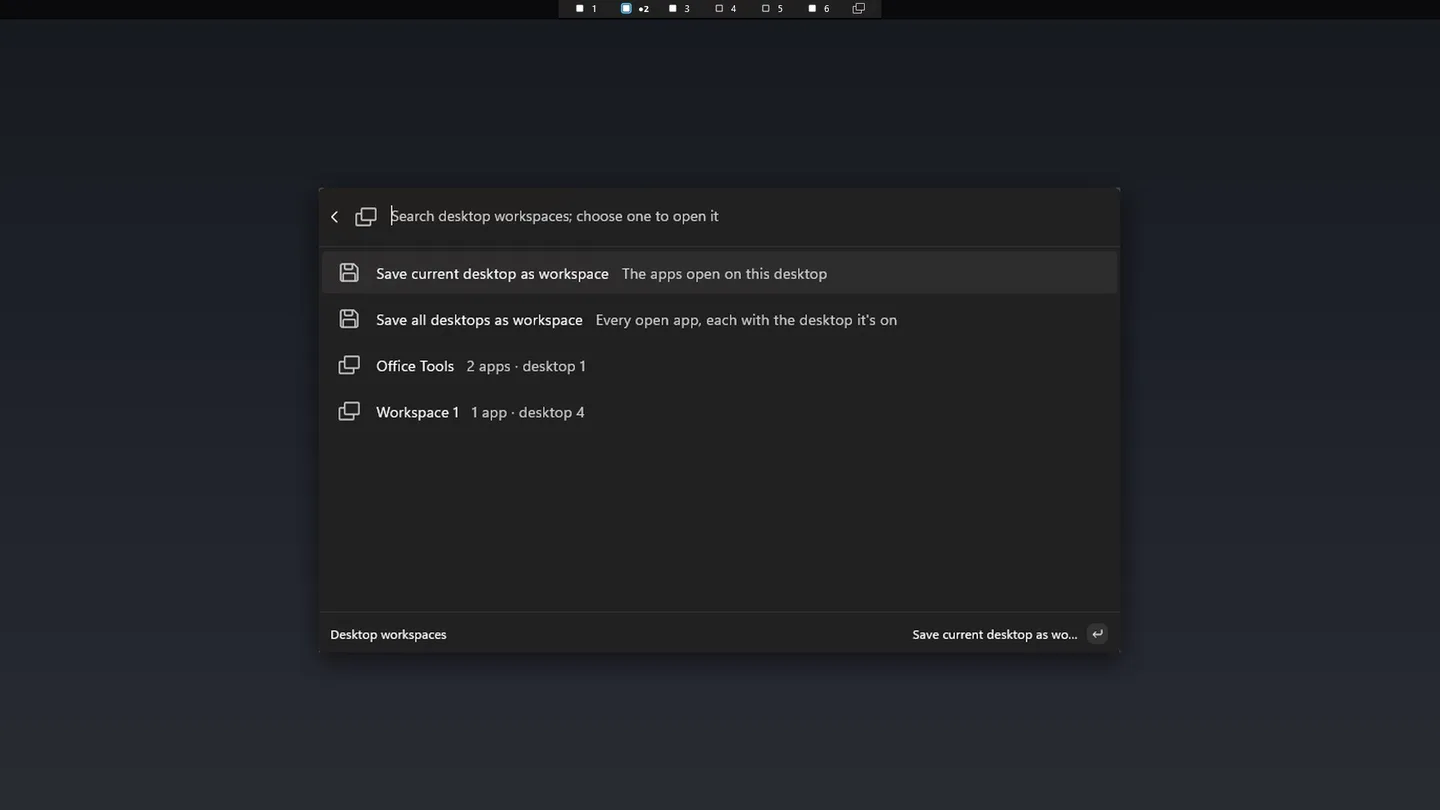 1 •2 3 4 5 6
Search desktop workspaces; choose one to open it
Save current desktop as workspace The apps open on this desktop
Save all desktops as workspace Every open app, each with the desktop it's on
Office Tools 2 apps · desktop 1
Workspace 1 1 app · desktop 4
Desktop workspaces Save current desktop as wo...